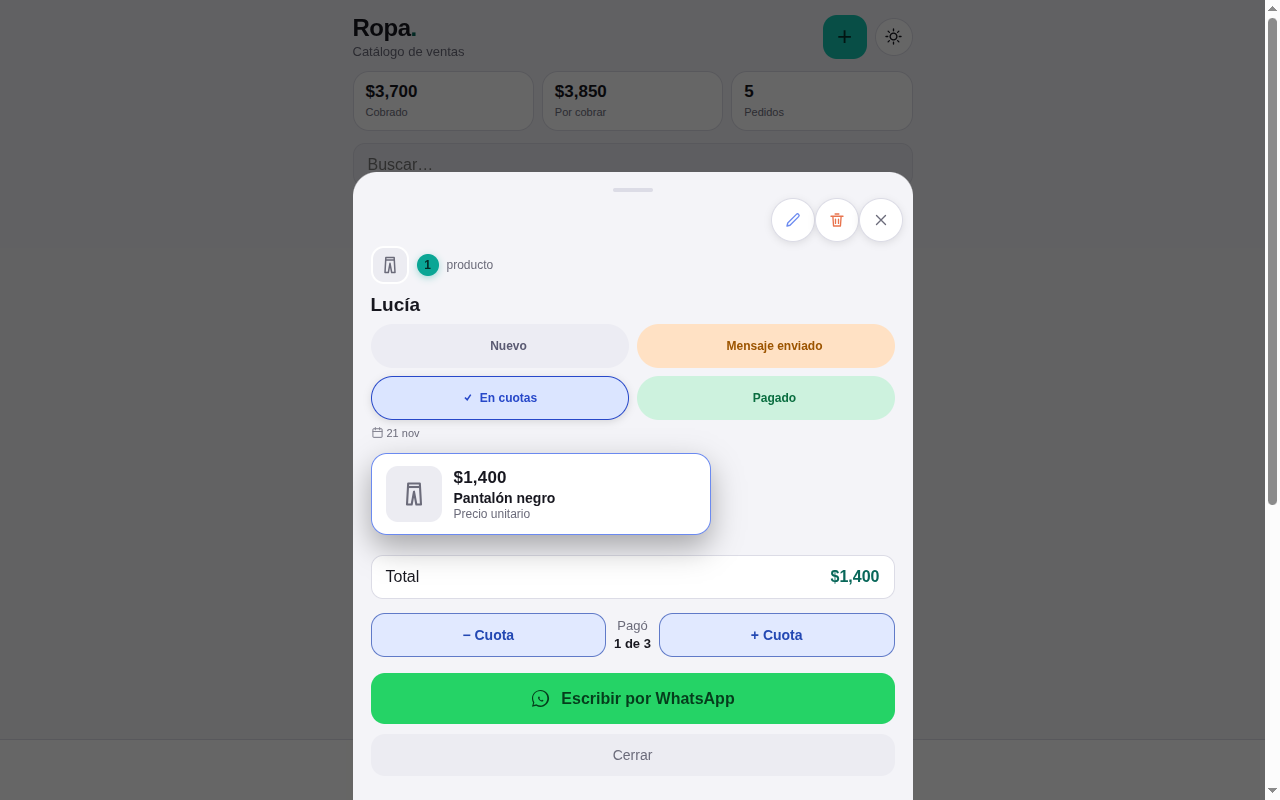 Ropa.
Catálogo de ventas
+
$3,700
Cobrado
$3,850
Por cobrar
5
Pedidos
Buscar…
1 producto
Lucía
Nuevo
Mensaje enviado
✓ En cuotas
Pagado
21 nov
$1,400
Pantalón negro
Precio unitario
Total $1,400
− Cuota
Pagó
1 de 3
+ Cuota
Escribir por WhatsApp
Cerrar